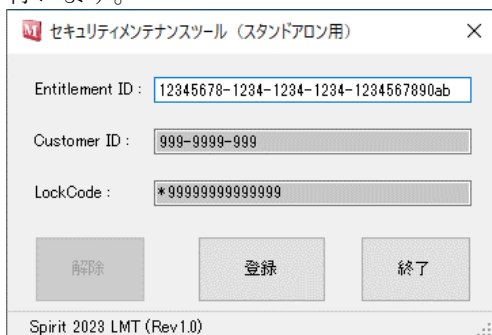 セキュリティメンテナンスツール（スタンドアロン用）
Entitlement ID : 12345678-1234-1234-1234-1234567890ab
Customer ID : 999-9999-999
LockCode : *99999999999999
解除 登録 終了
Spirit 2023 LMT (Rev1.0)